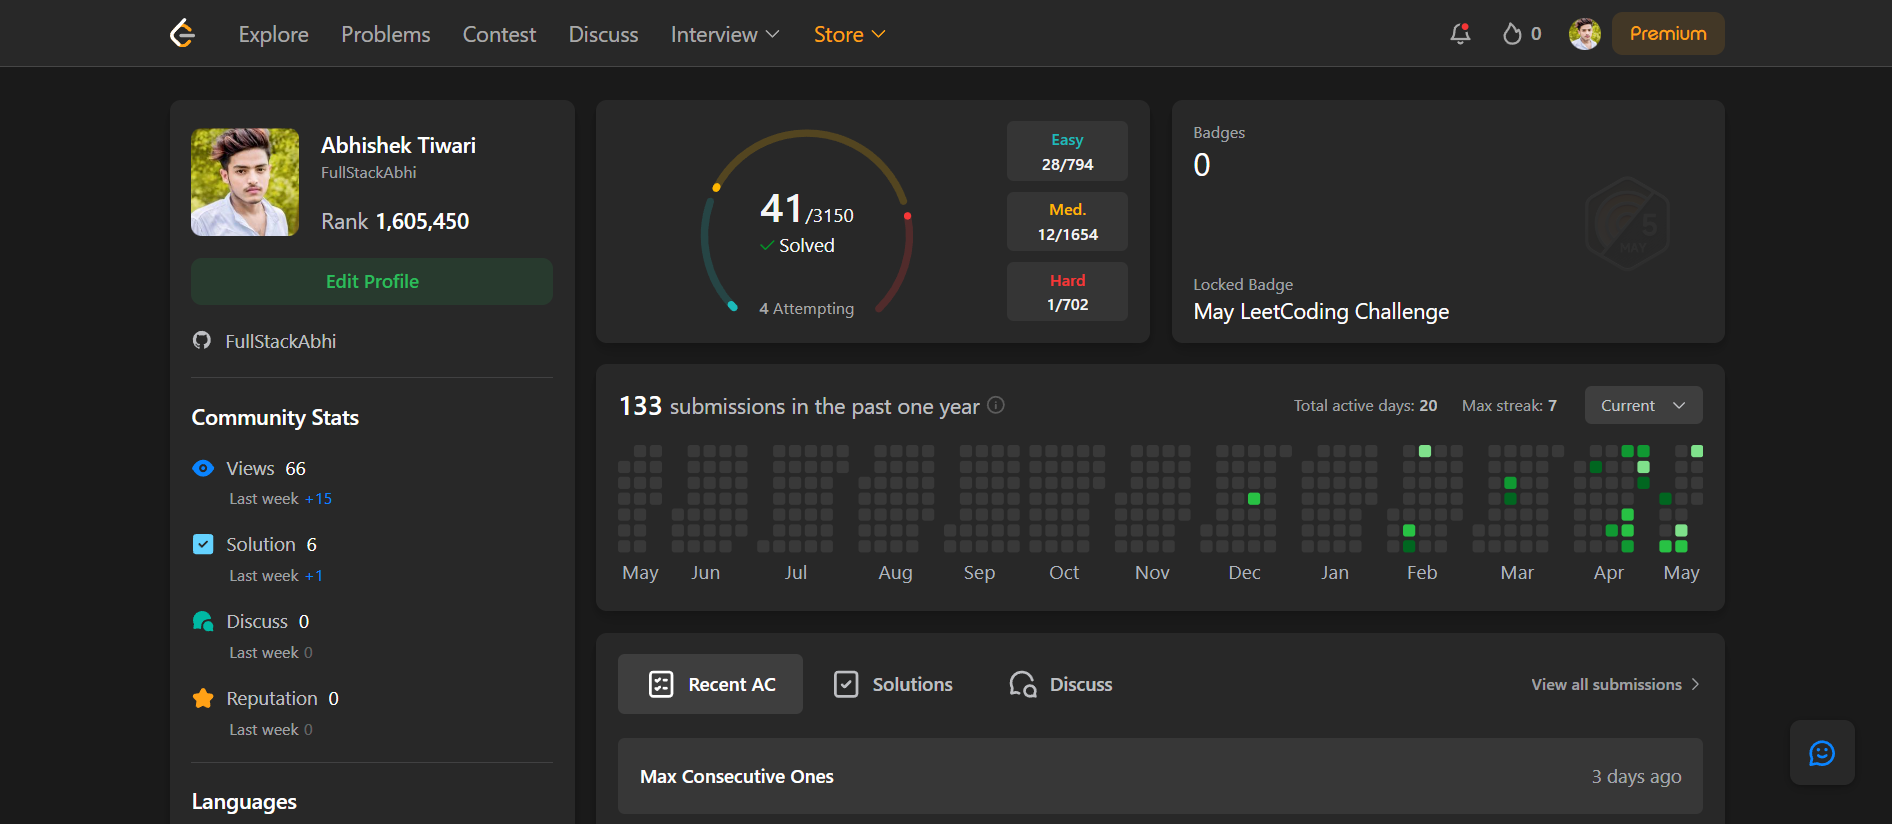 Explore Problems Contest Discuss Interview Store 0 Premium
Abhishek Tiwari
FullStackAbhi
Rank 1,605,450
Edit Profile
FullStackAbhi
Community Stats
Views 66
Last week +15
Solution 6
Last week +1
Discuss 0
Last week 0
Reputation 0
Last week 0
Languages
41/3150
Solved
4 Attempting
Easy
28/794
Med.
12/1654
Hard
1/702
Badges
0
5
MAY
Locked Badge
May LeetCoding Challenge
133 submissions in the past one year Total active days: 20 Max streak: 7 Current
May Jun Jul Aug Sep Oct Nov Dec Jan Feb Mar Apr May
Recent AC Solutions Discuss View all submissions
Max Consecutive Ones 3 days ago